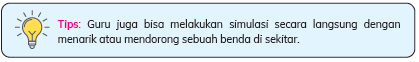 Tips: Guru juga bisa melakukan simulasi secara langsung dengan
menarik atau mendorong sebuah benda di sekitar.